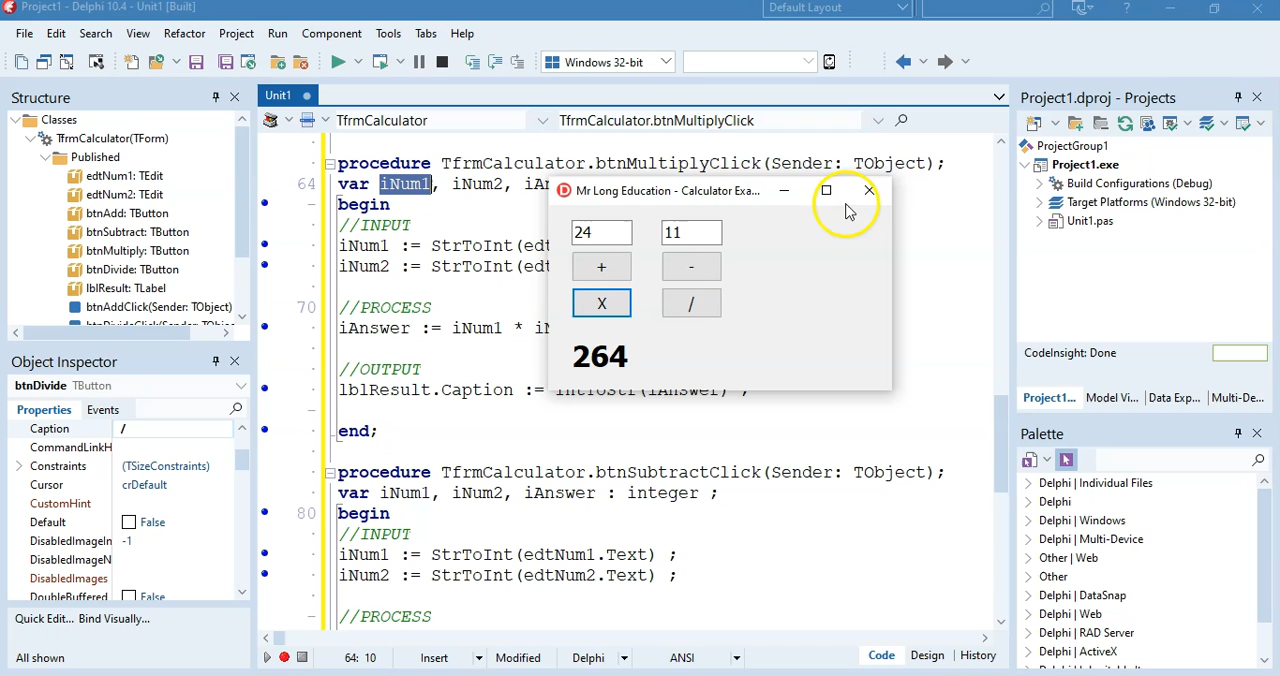 Project1 - Delphi 10.4 - Unit1 [Built]
Default Layout
File Edit Search View Refactor Project Run Component Tools Tabs Help
Windows 32-bit
Structure
Classes
TfrmCalculator(TForm)
Published
edtNum1: TEdit
edtNum2: TEdit
btnAdd: TButton
btnSubtract: TButton
btnMultiply: TButton
btnDivide: TButton
lblResult: TLabel
btnAddClick(Sender: TObject)
Object Inspector
btnDivide TButton
Properties Events
Caption /
CommandLinkH
Constraints (TSizeConstraints)
Cursor crDefault
CustomHint
Default False
DisabledImageIn -1
DisabledImageN
DisabledImages
DoubleBuffered False
Quick Edit... Bind Visually...
All shown
Unit1
TfrmCalculator TfrmCalculator.btnMultiplyClick
procedure TfrmCalculator.btnMultiplyClick(Sender: TObject);
64 var iNum1, iNum2, iAn
begin
//INPUT
iNum1 := StrToInt(edt
iNum2 := StrToInt(edt
70 //PROCESS
iAnswer := iNum1 * iN
//OUTPUT
lblResult.Caption := IntToStr(iAnswer) ;
end;
procedure TfrmCalculator.btnSubtractClick(Sender: TObject);
var iNum1, iNum2, iAnswer : integer ;
80 begin
//INPUT
iNum1 := StrToInt(edtNum1.Text) ;
iNum2 := StrToInt(edtNum2.Text) ;
//PROCESS
64: 10 Insert Modified Delphi ANSI Code Design History
Mr Long Education - Calculator Exa...
24 11
+ -
X /
264
Project1.dproj - Projects
ProjectGroup1
Project1.exe
Build Configurations (Debug)
Target Platforms (Windows 32-bit)
Unit1.pas
CodeInsight: Done
Project1... Model Vi... Data Exp... Multi-De...
Palette
Delphi | Individual Files
Delphi
Delphi | Windows
Delphi | Multi-Device
Other | Web
Other
Delphi | DataSnap
Delphi | Web
Delphi | RAD Server
Delphi | ActiveX